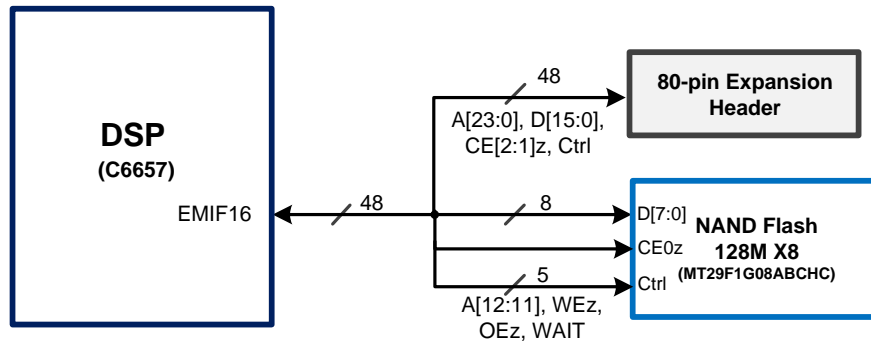 DSP
(C6657)
EMIF16
48
48
A[23:0], D[15:0],
CE[2:1]z, Ctrl
80-pin Expansion
Header
8
5
A[12:11], WEz,
OEz, WAIT
D[7:0]
CE0z
Ctrl
NAND Flash
128M X8
(MT29F1G08ABCHC)